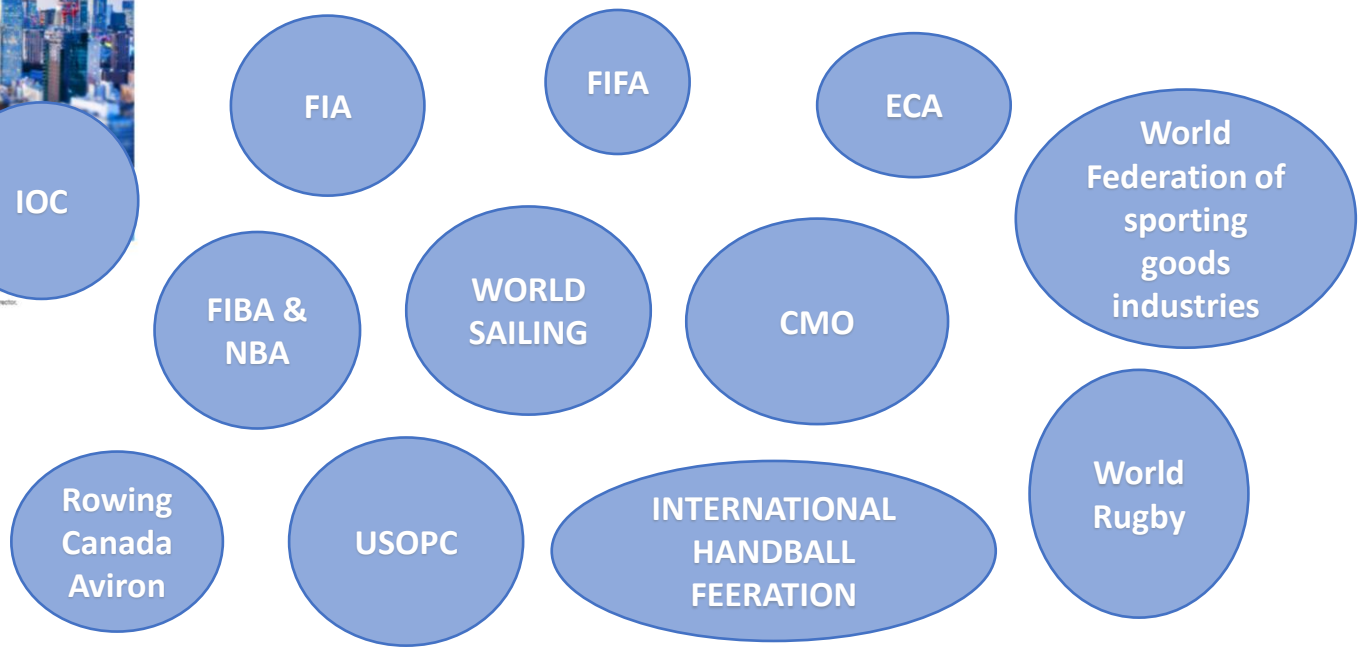 FIA
FIFA
ECA
IOC
World
Federation of
sporting
goods
industries
FIBA &
NBA
WORLD
SAILING
CMO
Rowing
Canada
Aviron
USOPC
INTERNATIONAL
HANDBALL
FEERATION
World
Rugby